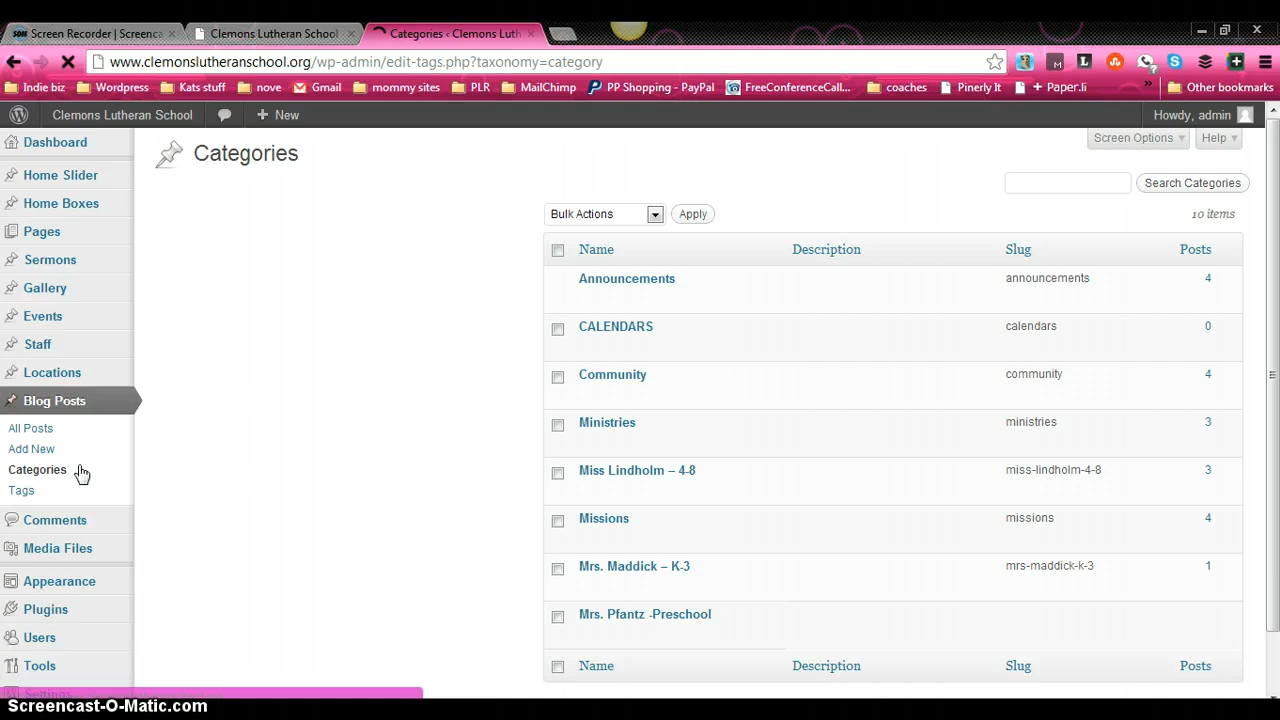 Screen Recorder | Screenca
Clemons Lutheran School
Categories ‹ Clemons Luth
www.clemonslutheranschool.org/wp-admin/edit-tags.php?taxonomy=category
Indie biz Wordpress Kats stuff nove Gmail mommy sites PLR MailChimp PP Shopping - PayPal FreeConferenceCall... coaches Pinerly It + Paper.li » Other bookmarks
Clemons Lutheran School + New Howdy, admin
Screen Options Help
Categories
Search Categories
Bulk Actions Apply 10 items
Name Description Slug Posts
Announcements announcements 4
CALENDARS calendars 0
Community community 4
Ministries ministries 3
Miss Lindholm – 4-8 miss-lindholm-4-8 3
Missions missions 4
Mrs. Maddick – K-3 mrs-maddick-k-3 1
Mrs. Pfantz -Preschool
Name Description Slug Posts
Dashboard
Home Slider
Home Boxes
Pages
Sermons
Gallery
Events
Staff
Locations
Blog Posts
All Posts
Add New
Categories
Tags
Comments
Media Files
Appearance
Plugins
Users
Tools
Settings
Screencast-O-Matic.com